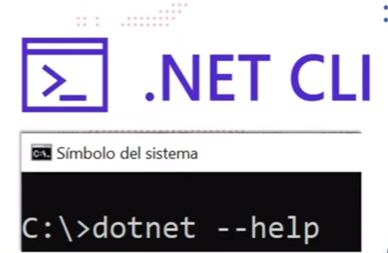 .NET CLI
Símbolo del sistema
C:\>dotnet --help